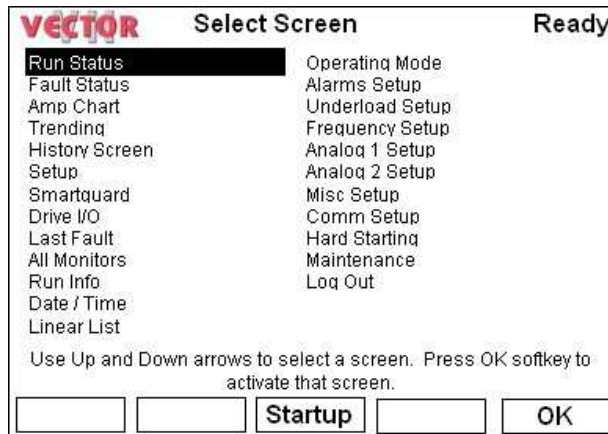 VECTOR Select Screen Ready
Run Status
Fault Status
Amp Chart
Trending
History Screen
Setup
Smartguard
Drive I/O
Last Fault
All Monitors
Run Info
Date / Time
Linear List
Operating Mode
Alarms Setup
Underload Setup
Frequency Setup
Analog 1 Setup
Analog 2 Setup
Misc Setup
Comm Setup
Hard Starting
Maintenance
Log Out
Use Up and Down arrows to select a screen. Press OK softkey to
activate that screen.
Startup OK